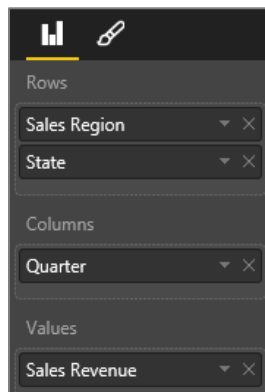 Rows
Sales Region
State
Columns
Quarter
Values
Sales Revenue